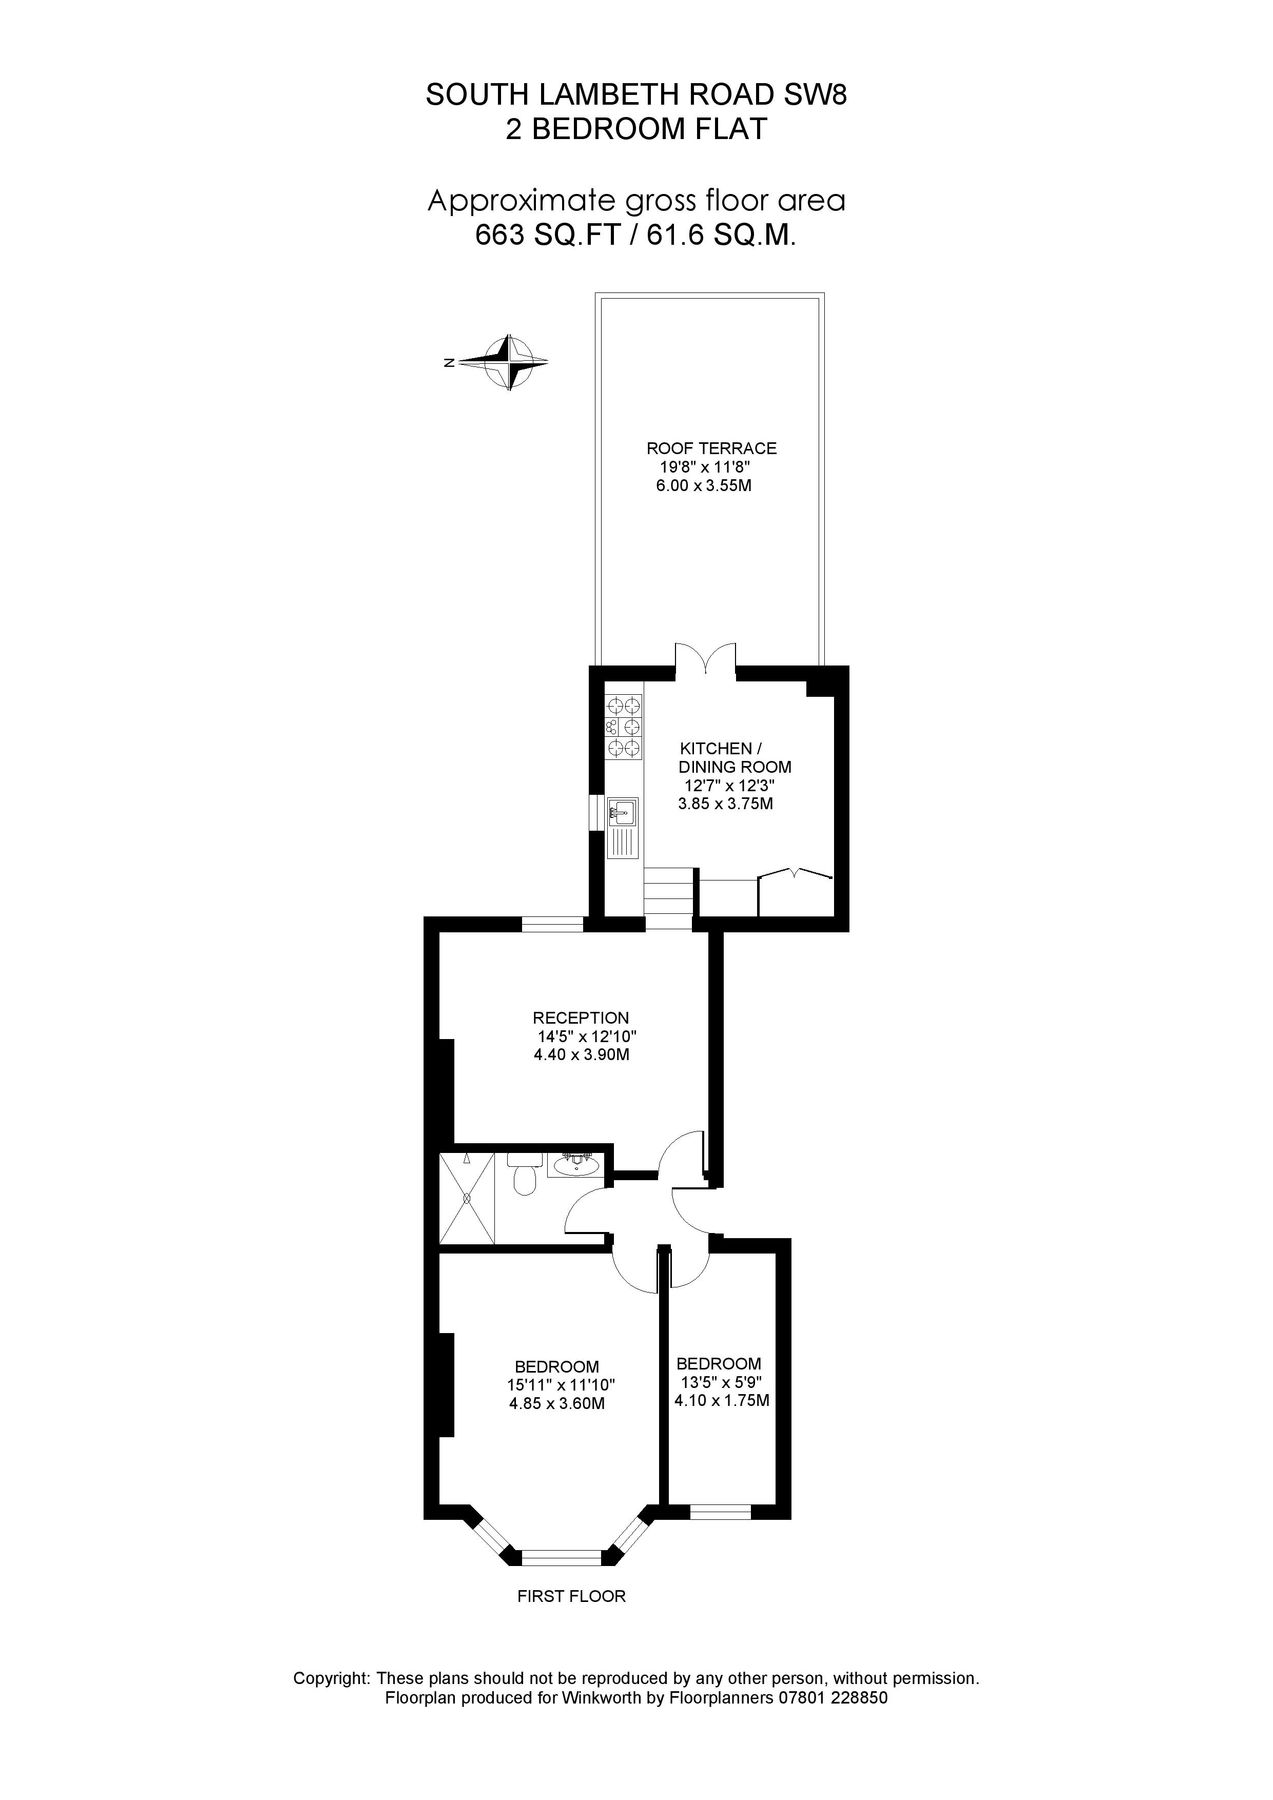 SOUTH LAMBETH ROAD SW8
2 BEDROOM FLAT
Approximate gross floor area
663 SQ.FT / 61.6 SQ.M.
N
ROOF TERRACE
19'8" x 11'8"
6.00 x 3.55M
KITCHEN /
DINING ROOM
12'7" x 12'3"
3.85 x 3.75M
RECEPTION
14'5" x 12'10"
4.40 x 3.90M
BEDROOM
15'11" x 11'10"
4.85 x 3.60M
BEDROOM
13'5" x 5'9"
4.10 x 1.75M
FIRST FLOOR
Copyright: These plans should not be reproduced by any other person, without permission.
Floorplan produced for Winkworth by Floorplanners 07801 228850